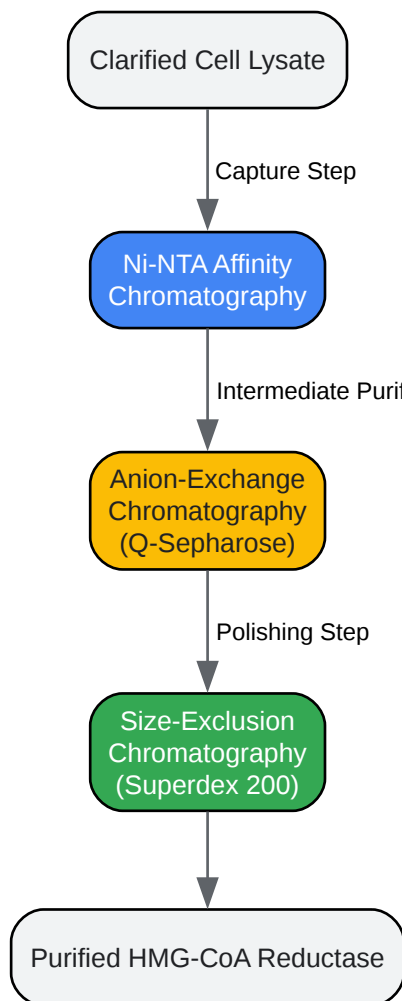 Clarified Cell Lysate
Capture Step
Ni-NTA Affinity
Chromatography
Intermediate Purif
Anion-Exchange
Chromatography
(Q-Sepharose)
Polishing Step
Size-Exclusion
Chromatography
(Superdex 200)
Purified HMG-CoA Reductase